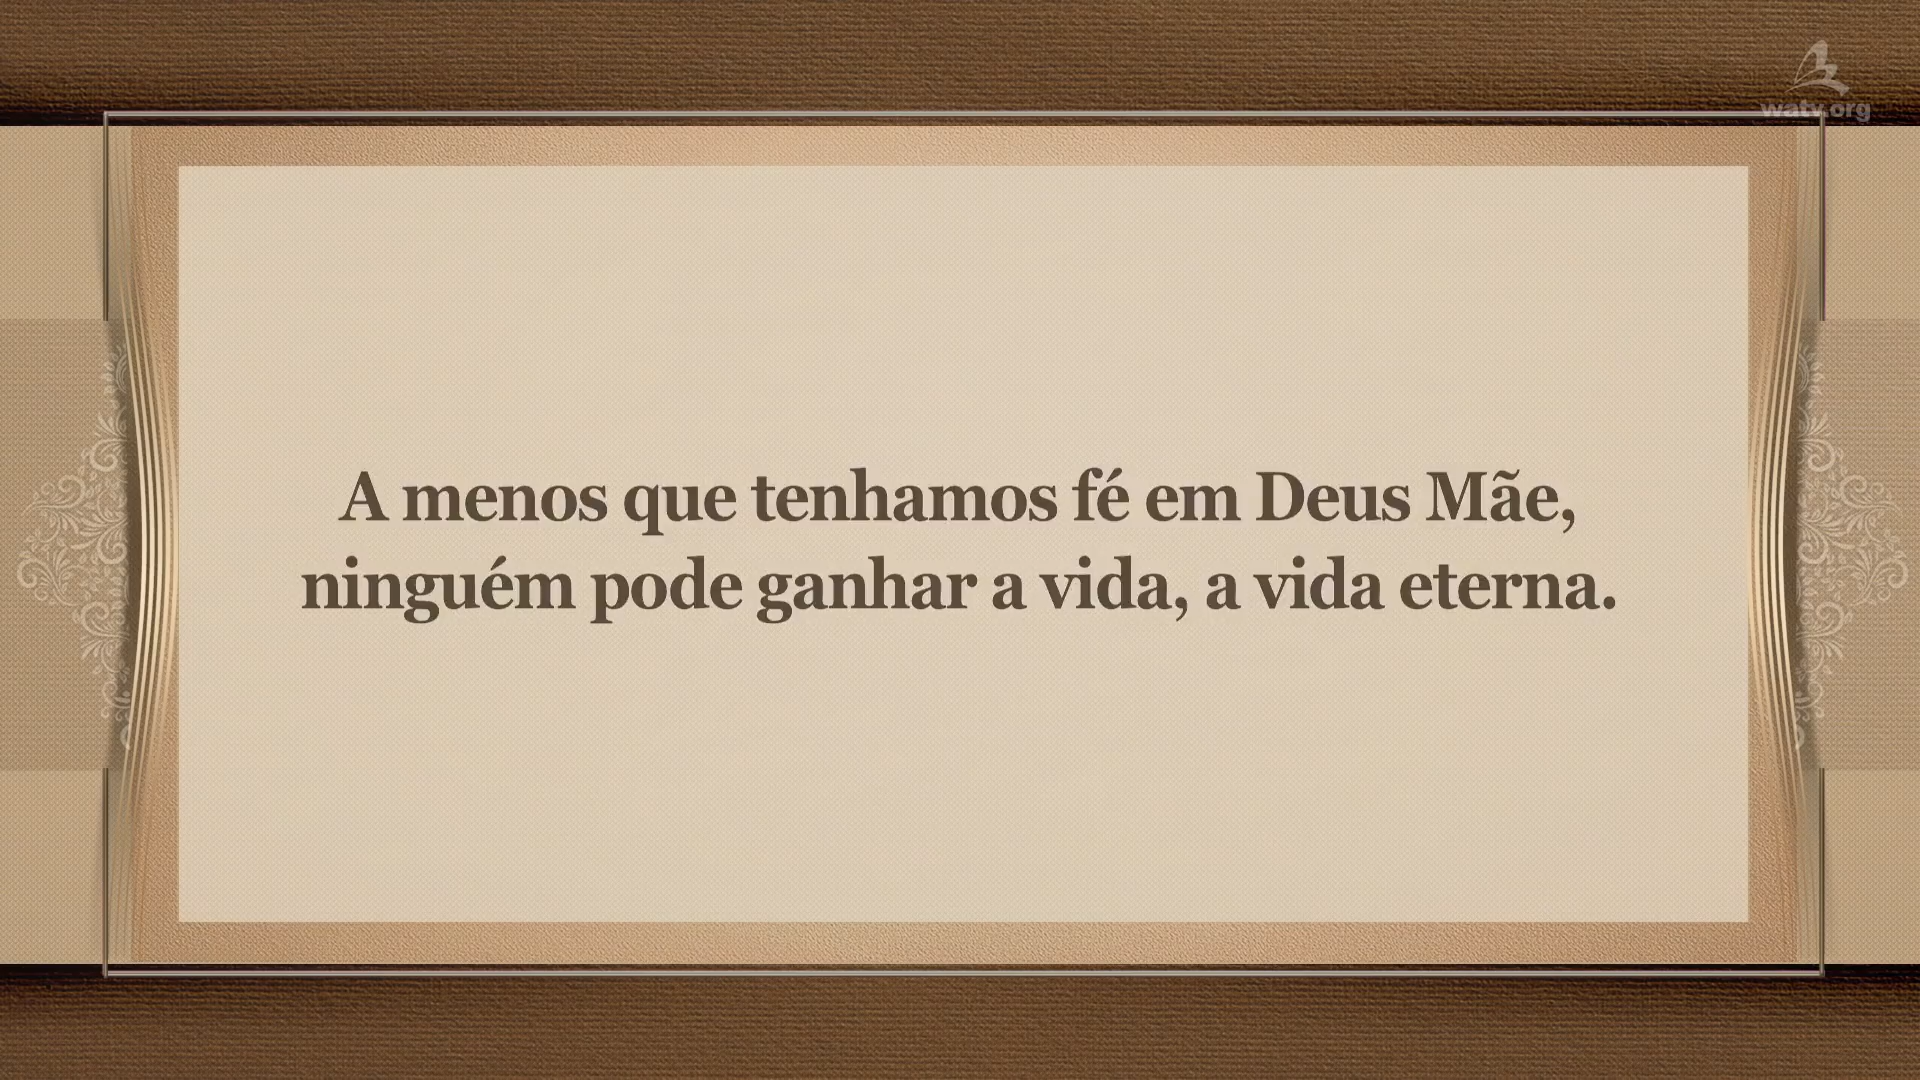 watv.org
A menos que tenhamos fé em Deus Mãe,
ninguém pode ganhar a vida, a vida eterna.